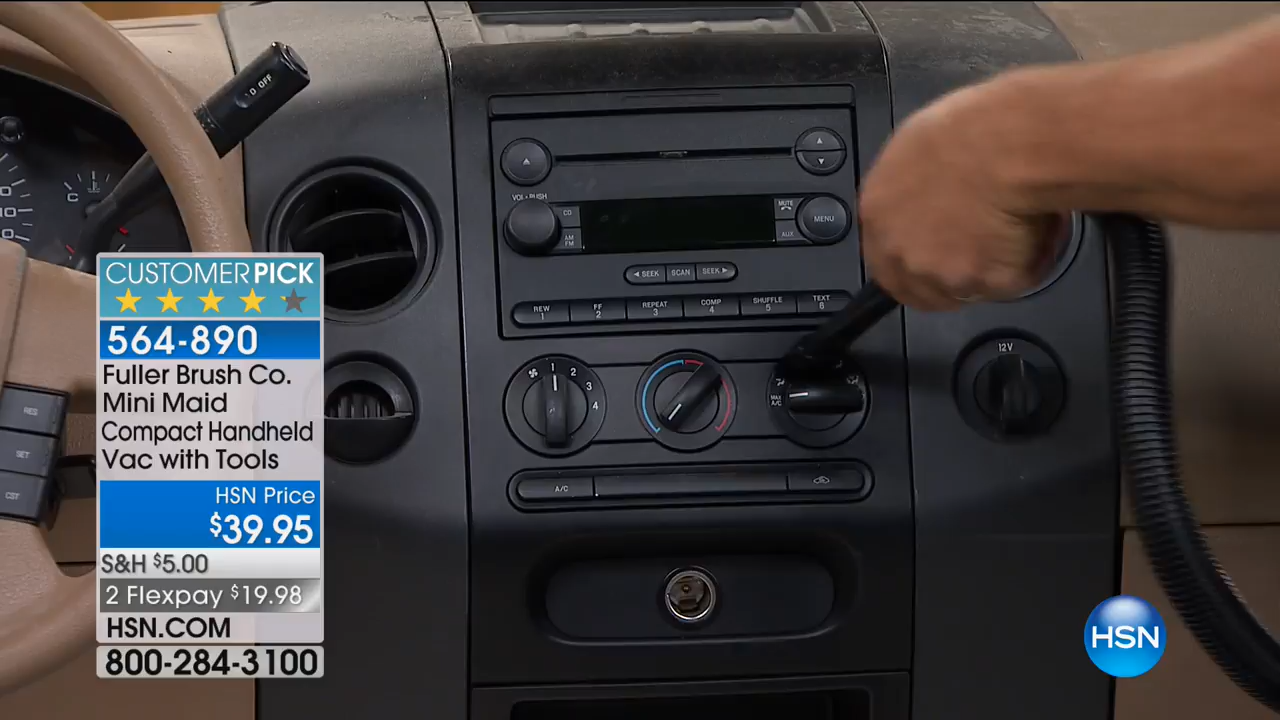 O OFF
C
CUSTOMER PICK
564-890
Fuller Brush Co.
Mini Maid
Compact Handheld
Vac with Tools
HSN Price
$39.95
S&H $5.00
2 Flexpay $19.98
HSN.COM
800-284-3100
RES
SET
CST
VOL-PUSH
CD
AM
FM
MUTE
AUX
MENU
◄ SEEK
SCAN
SEEK ►
REW
1
FF
2
REPEAT
3
COMP
4
SHUFFLE
5
TEXT
6
1
2
3
4
MAX
A/C
12V
A/C
HSN